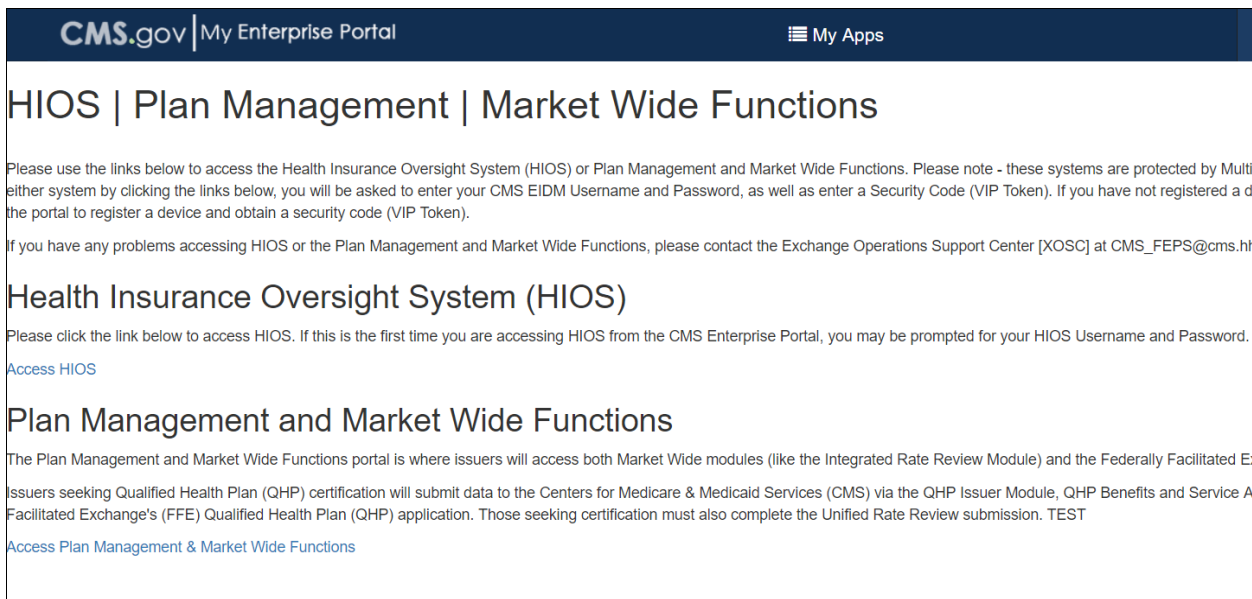 CMS.gov My Enterprise Portal
My Apps
HIOS | Plan Management | Market Wide Functions
Please use the links below to access the Health Insurance Oversight System (HIOS) or Plan Management and Market Wide Functions. Please note - these systems are protected by Multi
either system by clicking the links below, you will be asked to enter your CMS EIDM Username and Password, as well as enter a Security Code (VIP Token). If you have not registered a d
the portal to register a device and obtain a security code (VIP Token).
If you have any problems accessing HIOS or the Plan Management and Market Wide Functions, please contact the Exchange Operations Support Center [XOSC] at CMS_FEPS@cms.hh
Health Insurance Oversight System (HIOS)
Please click the link below to access HIOS. If this is the first time you are accessing HIOS from the CMS Enterprise Portal, you may be prompted for your HIOS Username and Password.
Access HIOS
Plan Management and Market Wide Functions
The Plan Management and Market Wide Functions portal is where issuers will access both Market Wide modules (like the Integrated Rate Review Module) and the Federally Facilitated E
Issuers seeking Qualified Health Plan (QHP) certification will submit data to the Centers for Medicare & Medicaid Services (CMS) via the QHP Issuer Module, QHP Benefits and Service A
Facilitated Exchange's (FFE) Qualified Health Plan (QHP) application. Those seeking certification must also complete the Unified Rate Review submission. TEST
Access Plan Management & Market Wide Functions